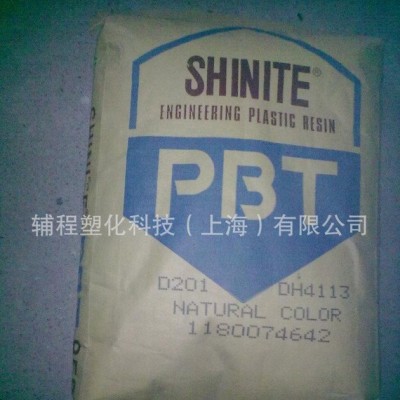 SHINITE®
ENGINEERING PLASTIC RESIN
PBT
辅程塑化科技（上海）有限公司
D201 DH4113
NATURAL COLOR
1180074642
SHINITE